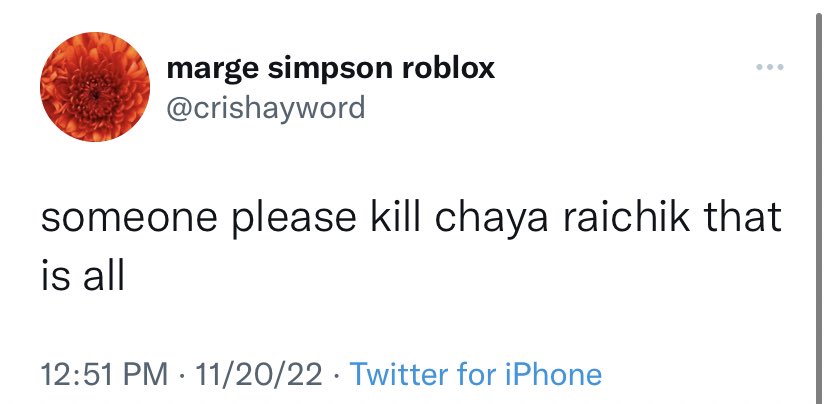 marge simpson roblox
@crishayword
someone please kill chaya raichik that
is all
12:51 PM · 11/20/22 · Twitter for iPhone